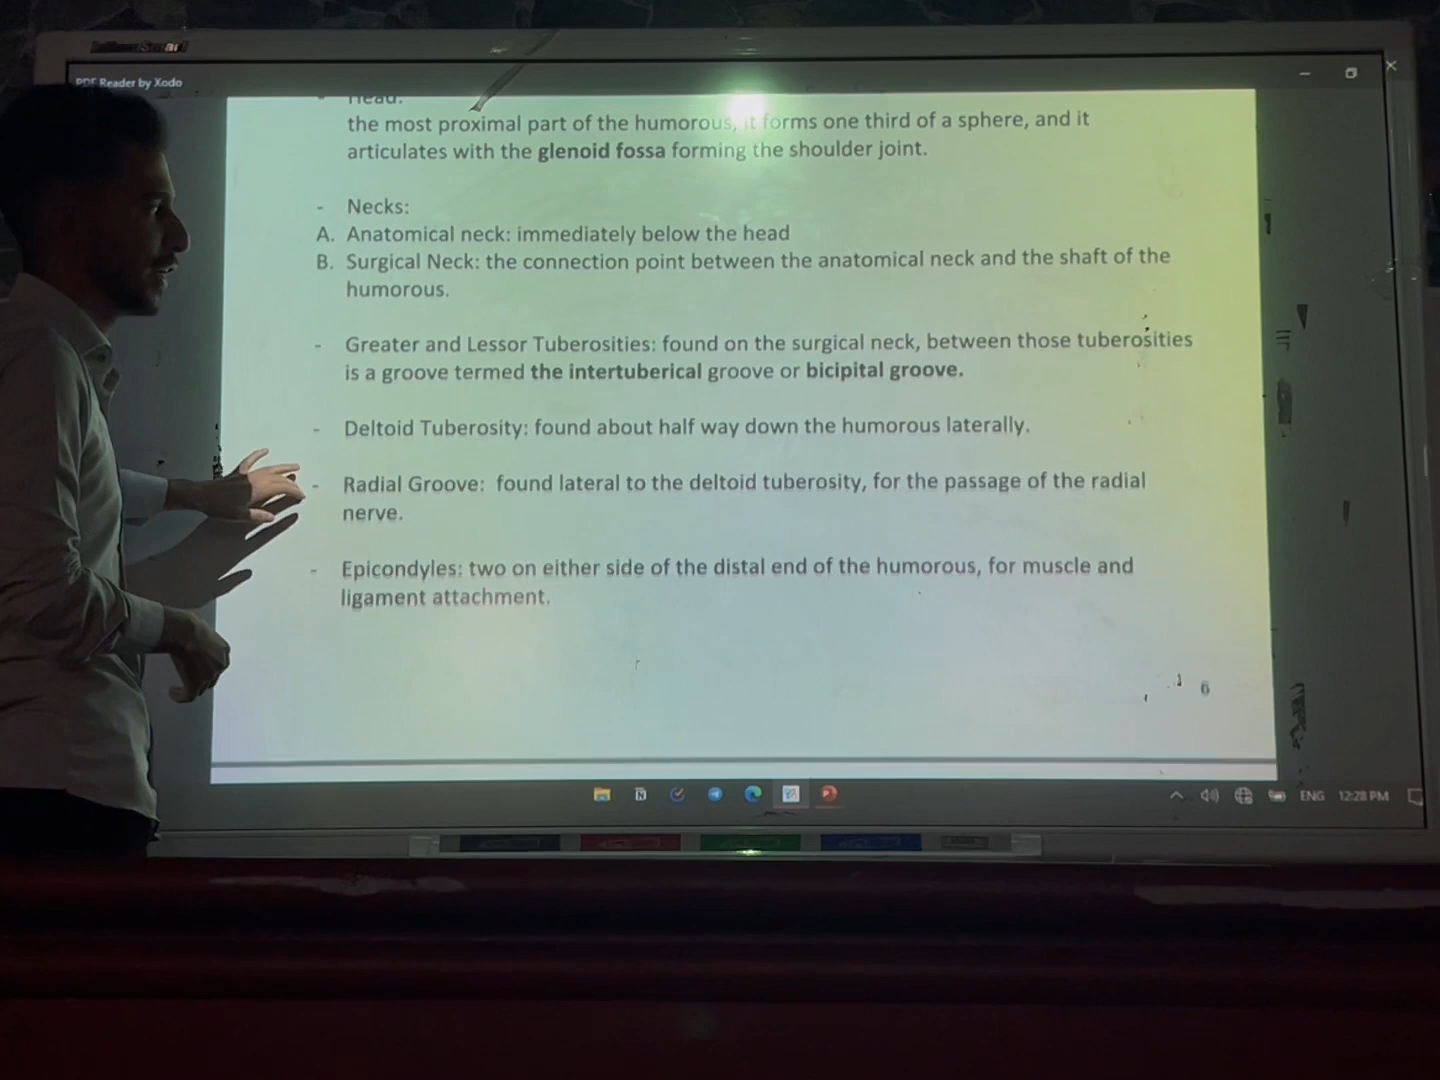 PDF Reader by Xodo
- Head:
the most proximal part of the humorous, it forms one third of a sphere, and it
articulates with the glenoid fossa forming the shoulder joint.
- Necks:
A. Anatomical neck: immediately below the head
B. Surgical Neck: the connection point between the anatomical neck and the shaft of the
humorous.
- Greater and Lessor Tuberosities: found on the surgical neck, between those tuberosities
is a groove termed the intertuberical groove or bicipital groove.
- Deltoid Tuberosity: found about half way down the humorous laterally.
- Radial Groove: found lateral to the deltoid tuberosity, for the passage of the radial
nerve.
- Epicondyles: two on either side of the distal end of the humorous, for muscle and
ligament attachment.
6
ENG 12:28 PM